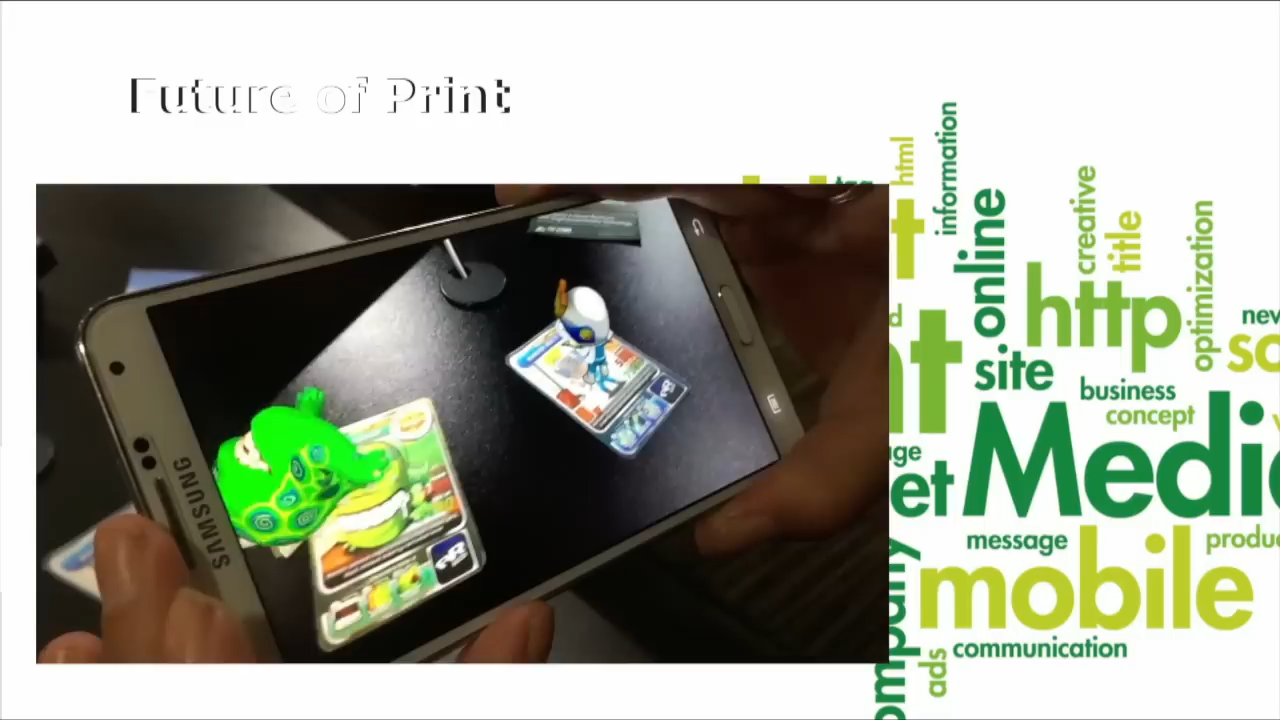 Future of Print
html
information
online
creative
title
http
optimization
site
business
concept
Medi
et
message
mobile
communication
ads
SAMSUNG